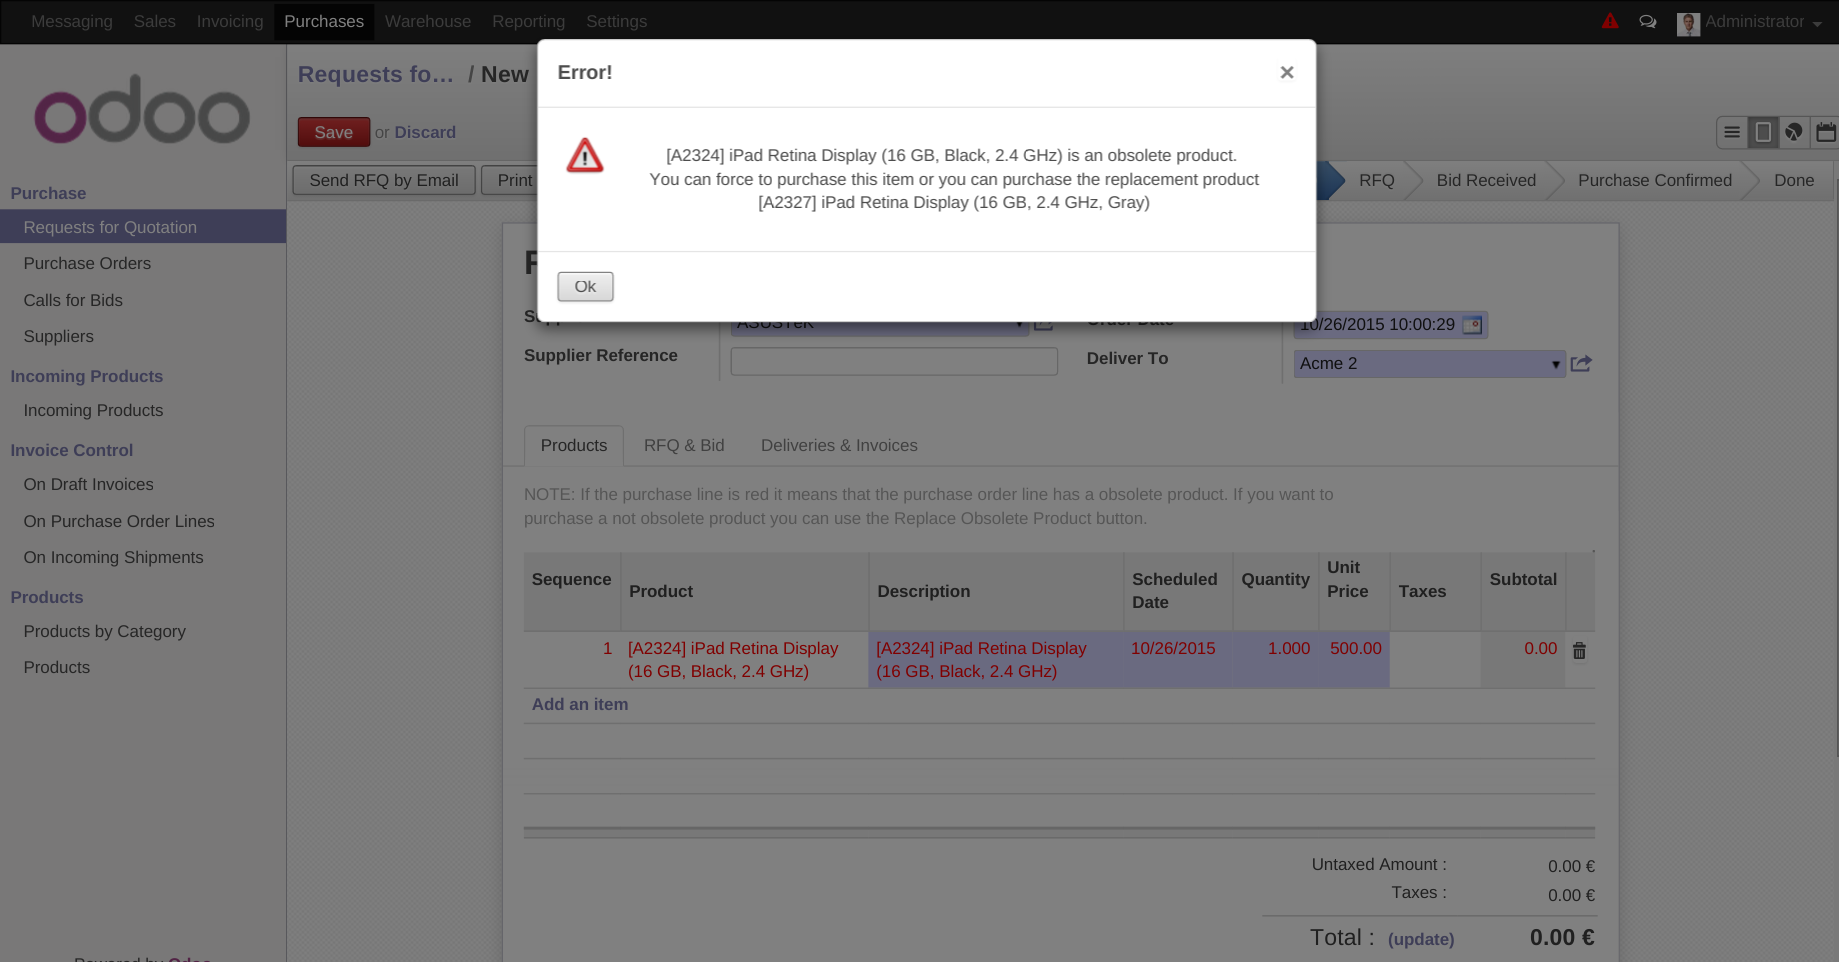 Messaging Sales Invoicing Purchases Warehouse Reporting Settings Administrator
odoo
Purchase
Requests for Quotation
Purchase Orders
Calls for Bids
Suppliers
Incoming Products
Incoming Products
Invoice Control
On Draft Invoices
On Purchase Order Lines
On Incoming Shipments
Products
Products by Category
Products
Powered by Odoo
Requests fo… / New
Save or Discard
Send RFQ by Email Print
RFQ Bid Received Purchase Confirmed Done
Error! ×
[A2324] iPad Retina Display (16 GB, Black, 2.4 GHz) is an obsolete product.
You can force to purchase this item or you can purchase the replacement product
[A2327] iPad Retina Display (16 GB, 2.4 GHz, Gray)
Ok
ASUSTeK Order Date 10/26/2015 10:00:29
Supplier Reference Deliver To Acme 2
Products RFQ & Bid Deliveries & Invoices
NOTE: If the purchase line is red it means that the purchase order line has a obsolete product. If you want to
purchase a not obsolete product you can use the Replace Obsolete Product button.
Sequence Product Description Scheduled Date Quantity Unit Price Taxes Subtotal
1 [A2324] iPad Retina Display [A2324] iPad Retina Display 10/26/2015 1.000 500.00 0.00
(16 GB, Black, 2.4 GHz) (16 GB, Black, 2.4 GHz)
Add an item
Untaxed Amount : 0.00 €
Taxes : 0.00 €
Total : (update) 0.00 €